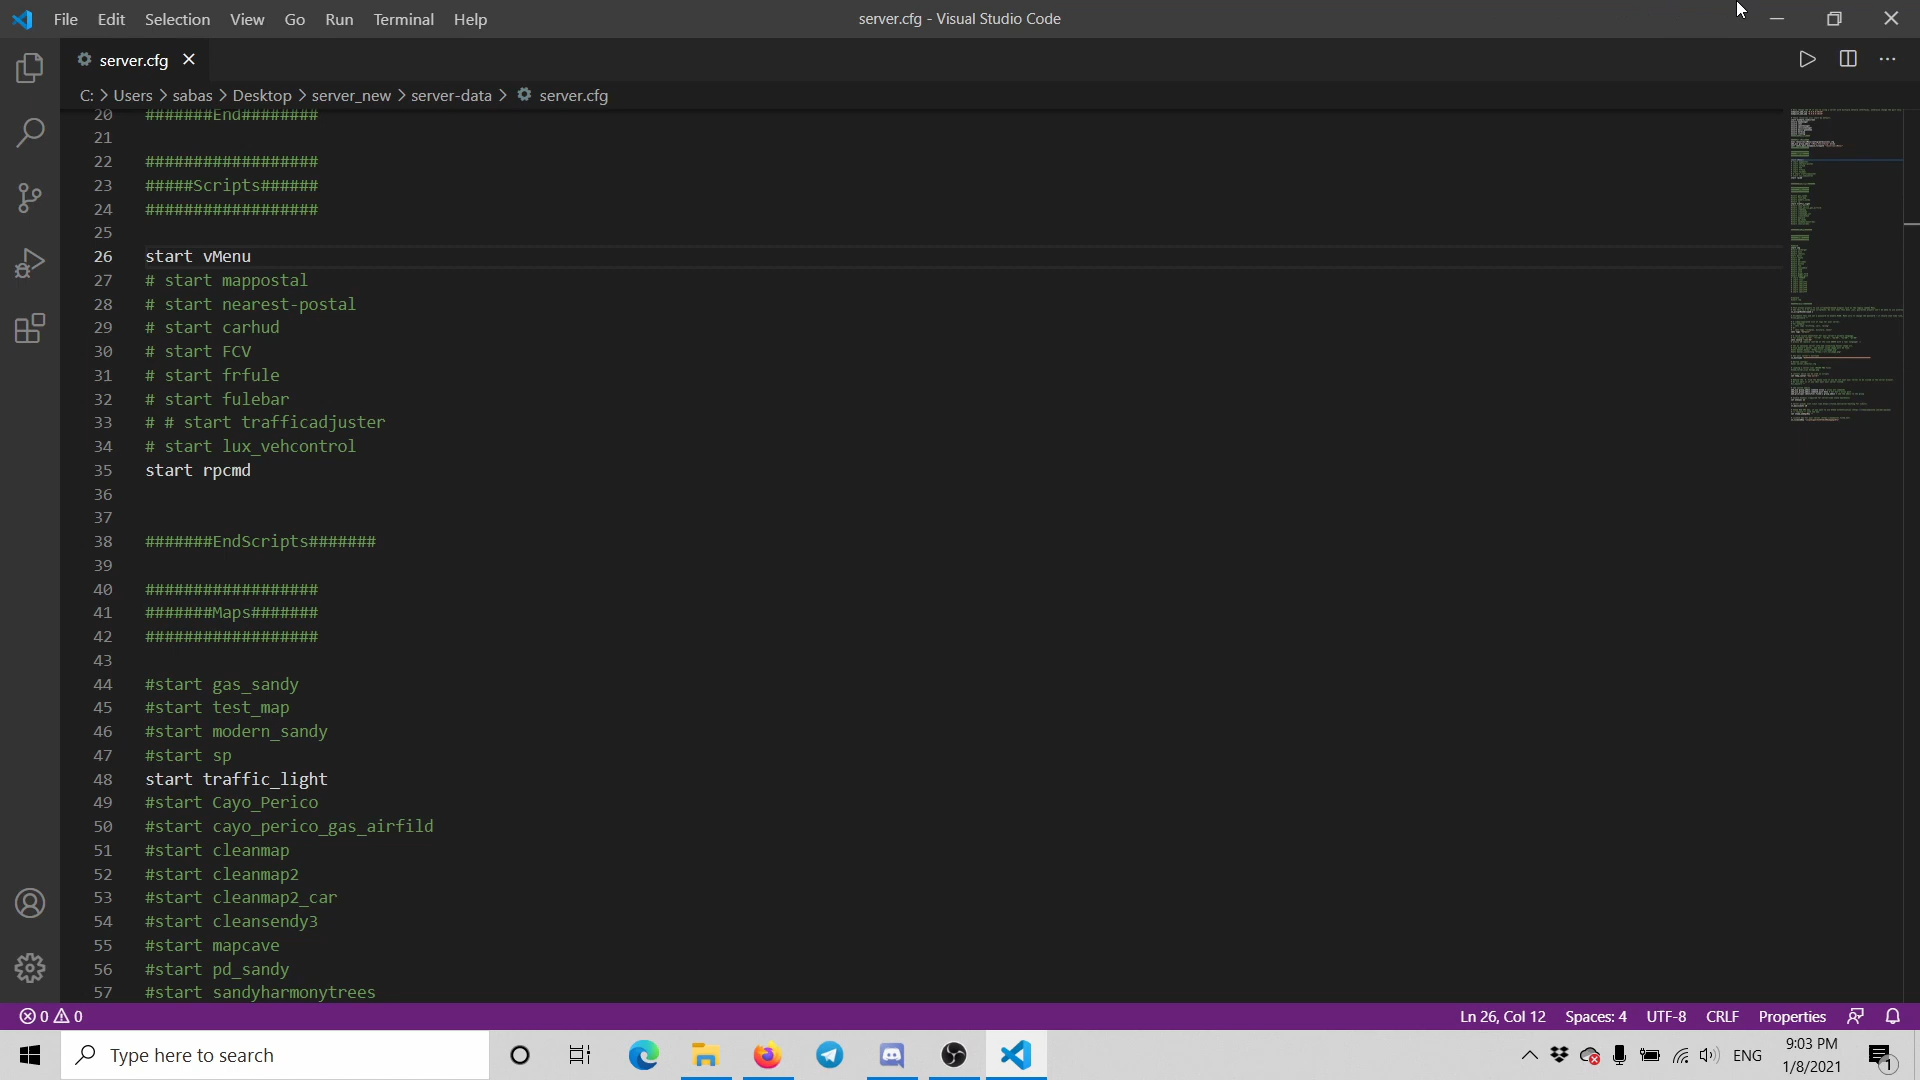 File Edit Selection View Go Run Terminal Help
server.cfg - Visual Studio Code
server.cfg
C: > Users > sabas > Desktop > server_new > server-data > server.cfg
20 #######End########
21
22 ##################
23 #####Scripts######
24 ##################
25
26 start vMenu
27 # start mappostal
28 # start nearest-postal
29 # start carhud
30 # start FCV
31 # start frfule
32 # start fulebar
33 # # start trafficadjuster
34 # start lux_vehcontrol
35 start rpcmd
36
37
38 #######EndScripts#######
39
40 ##################
41 #######Maps#######
42 ##################
43
44 #start gas_sandy
45 #start test_map
46 #start modern_sandy
47 #start sp
48 start traffic_light
49 #start Cayo_Perico
50 #start cayo_perico_gas_airfild
51 #start cleanmap
52 #start cleanmap2
53 #start cleanmap2_car
54 #start cleansendy3
55 #start mapcave
56 #start pd_sandy
57 #start sandyharmonytrees
0 0
Ln 26, Col 12 Spaces: 4 UTF-8 CRLF Properties
Type here to search
ENG
9:03 PM
1/8/2021
1